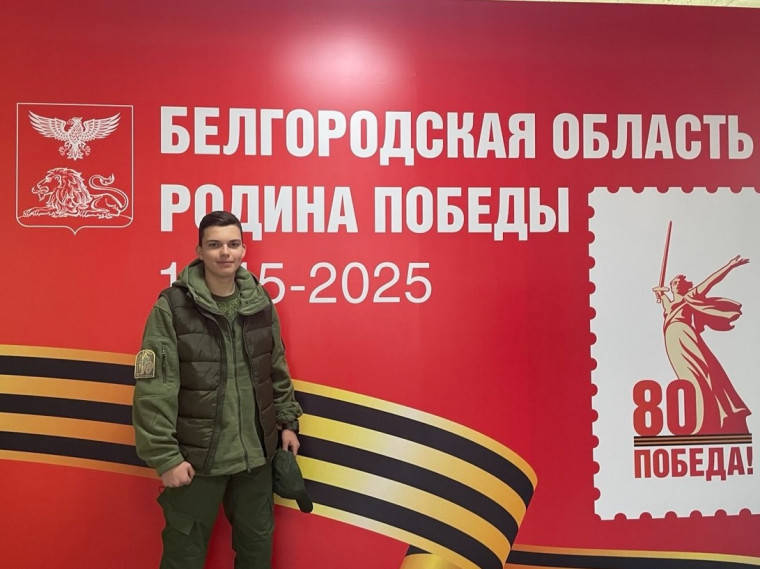 БЕЛГОРОДСКАЯ ОБЛАСТЬ
РОДИНА ПОБЕДЫ
5-2025
80
ПОБЕДА!